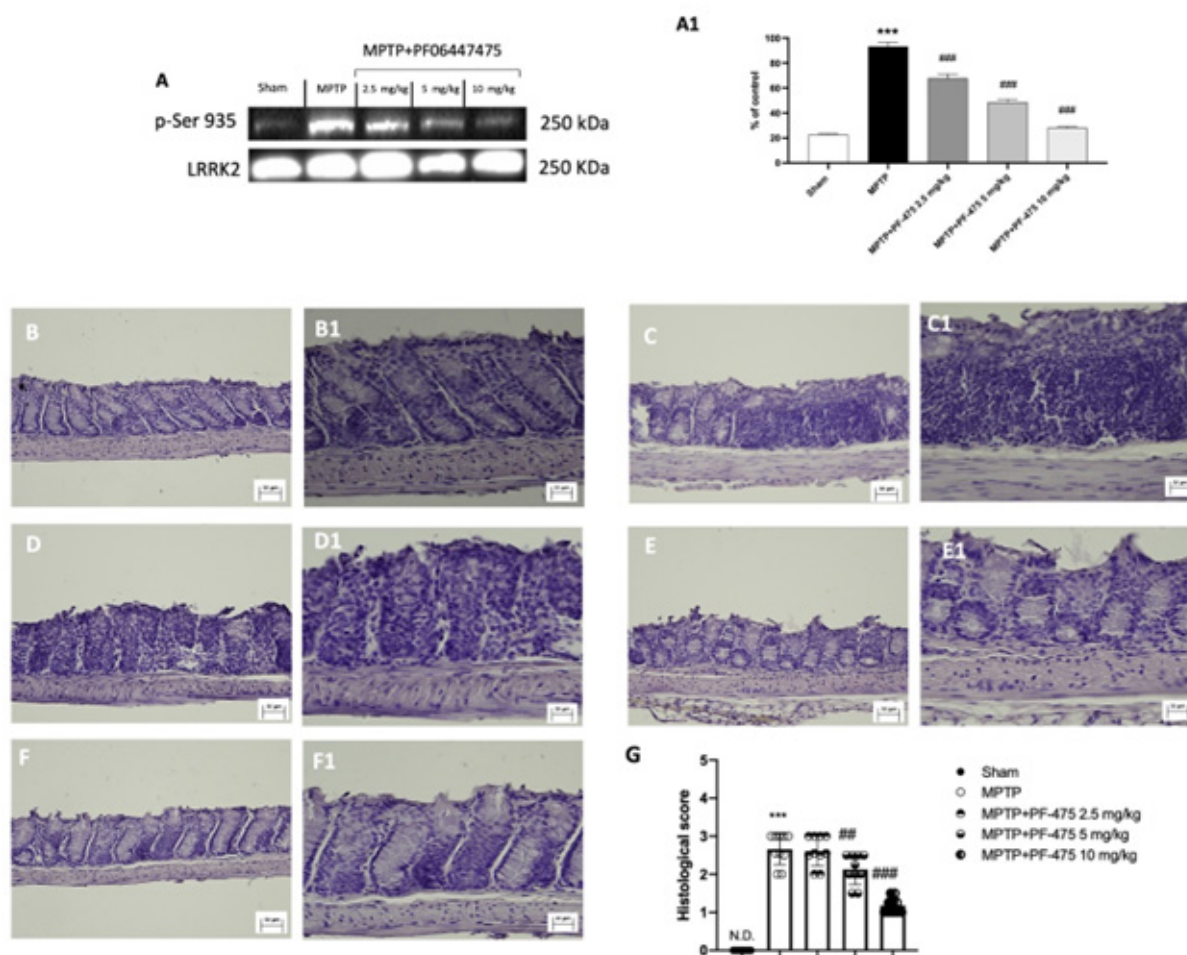 A
MPTP+PF06447475
Sham MPTP 2.5 mg/kg 5 mg/kg 10 mg/kg
p-Ser 935 250 kDa
LRRK2 250 KDa
A1
% of control
100
80
60
40
20
0
***
###
###
###
Sham
MPTP
MPTP+PF-475 2.5 mg/kg
MPTP+PF-475 5 mg/kg
MPTP+PF-475 10 mg/kg
B
B1
C
C1
D
D1
E
E1
F
F1
G
Histological score
5
4
3
2
1
0
N.D.
***
##
###
Sham
MPTP
MPTP+PF-475 2.5 mg/kg
MPTP+PF-475 5 mg/kg
MPTP+PF-475 10 mg/kg